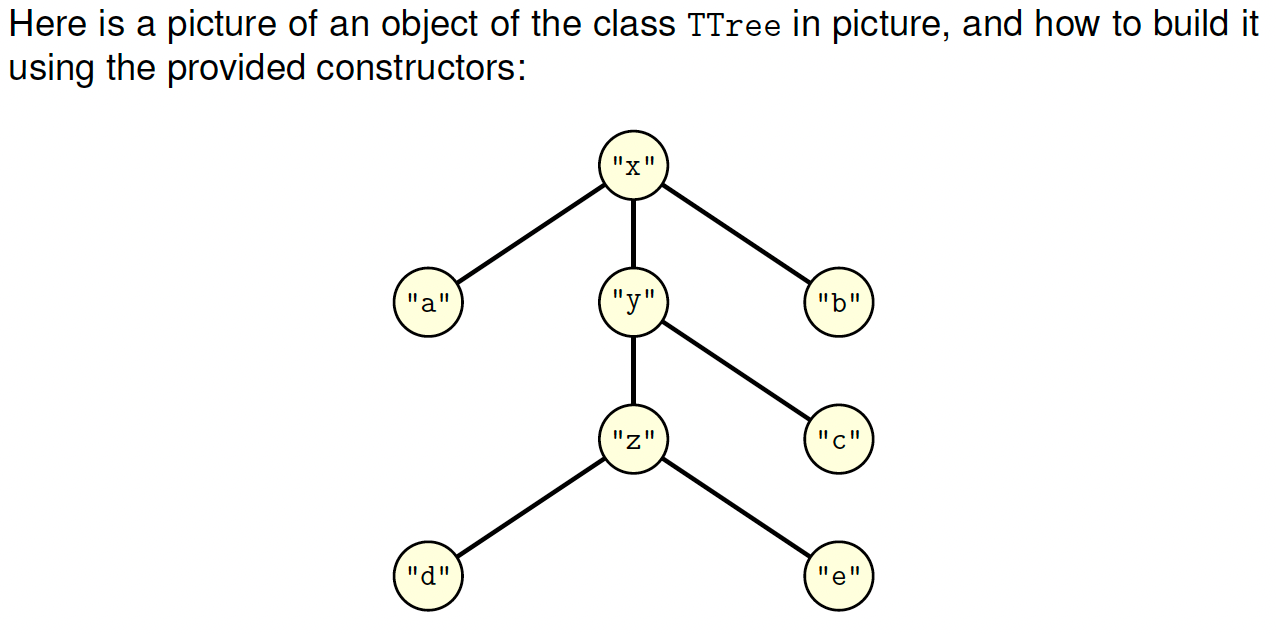 Here is a picture of an object of the class TTree in picture, and how to build it
using the provided constructors:
"x"
"a" "y" "b"
"z" "c"
"d" "e"